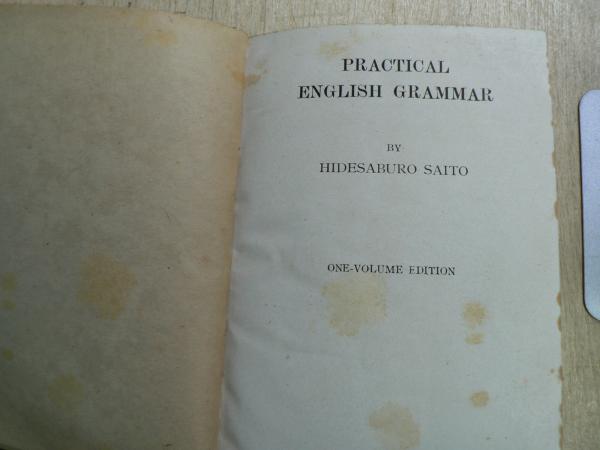 PRACTICAL
ENGLISH GRAMMAR
BY
HIDESABURO SAITO
ONE-VOLUME EDITION